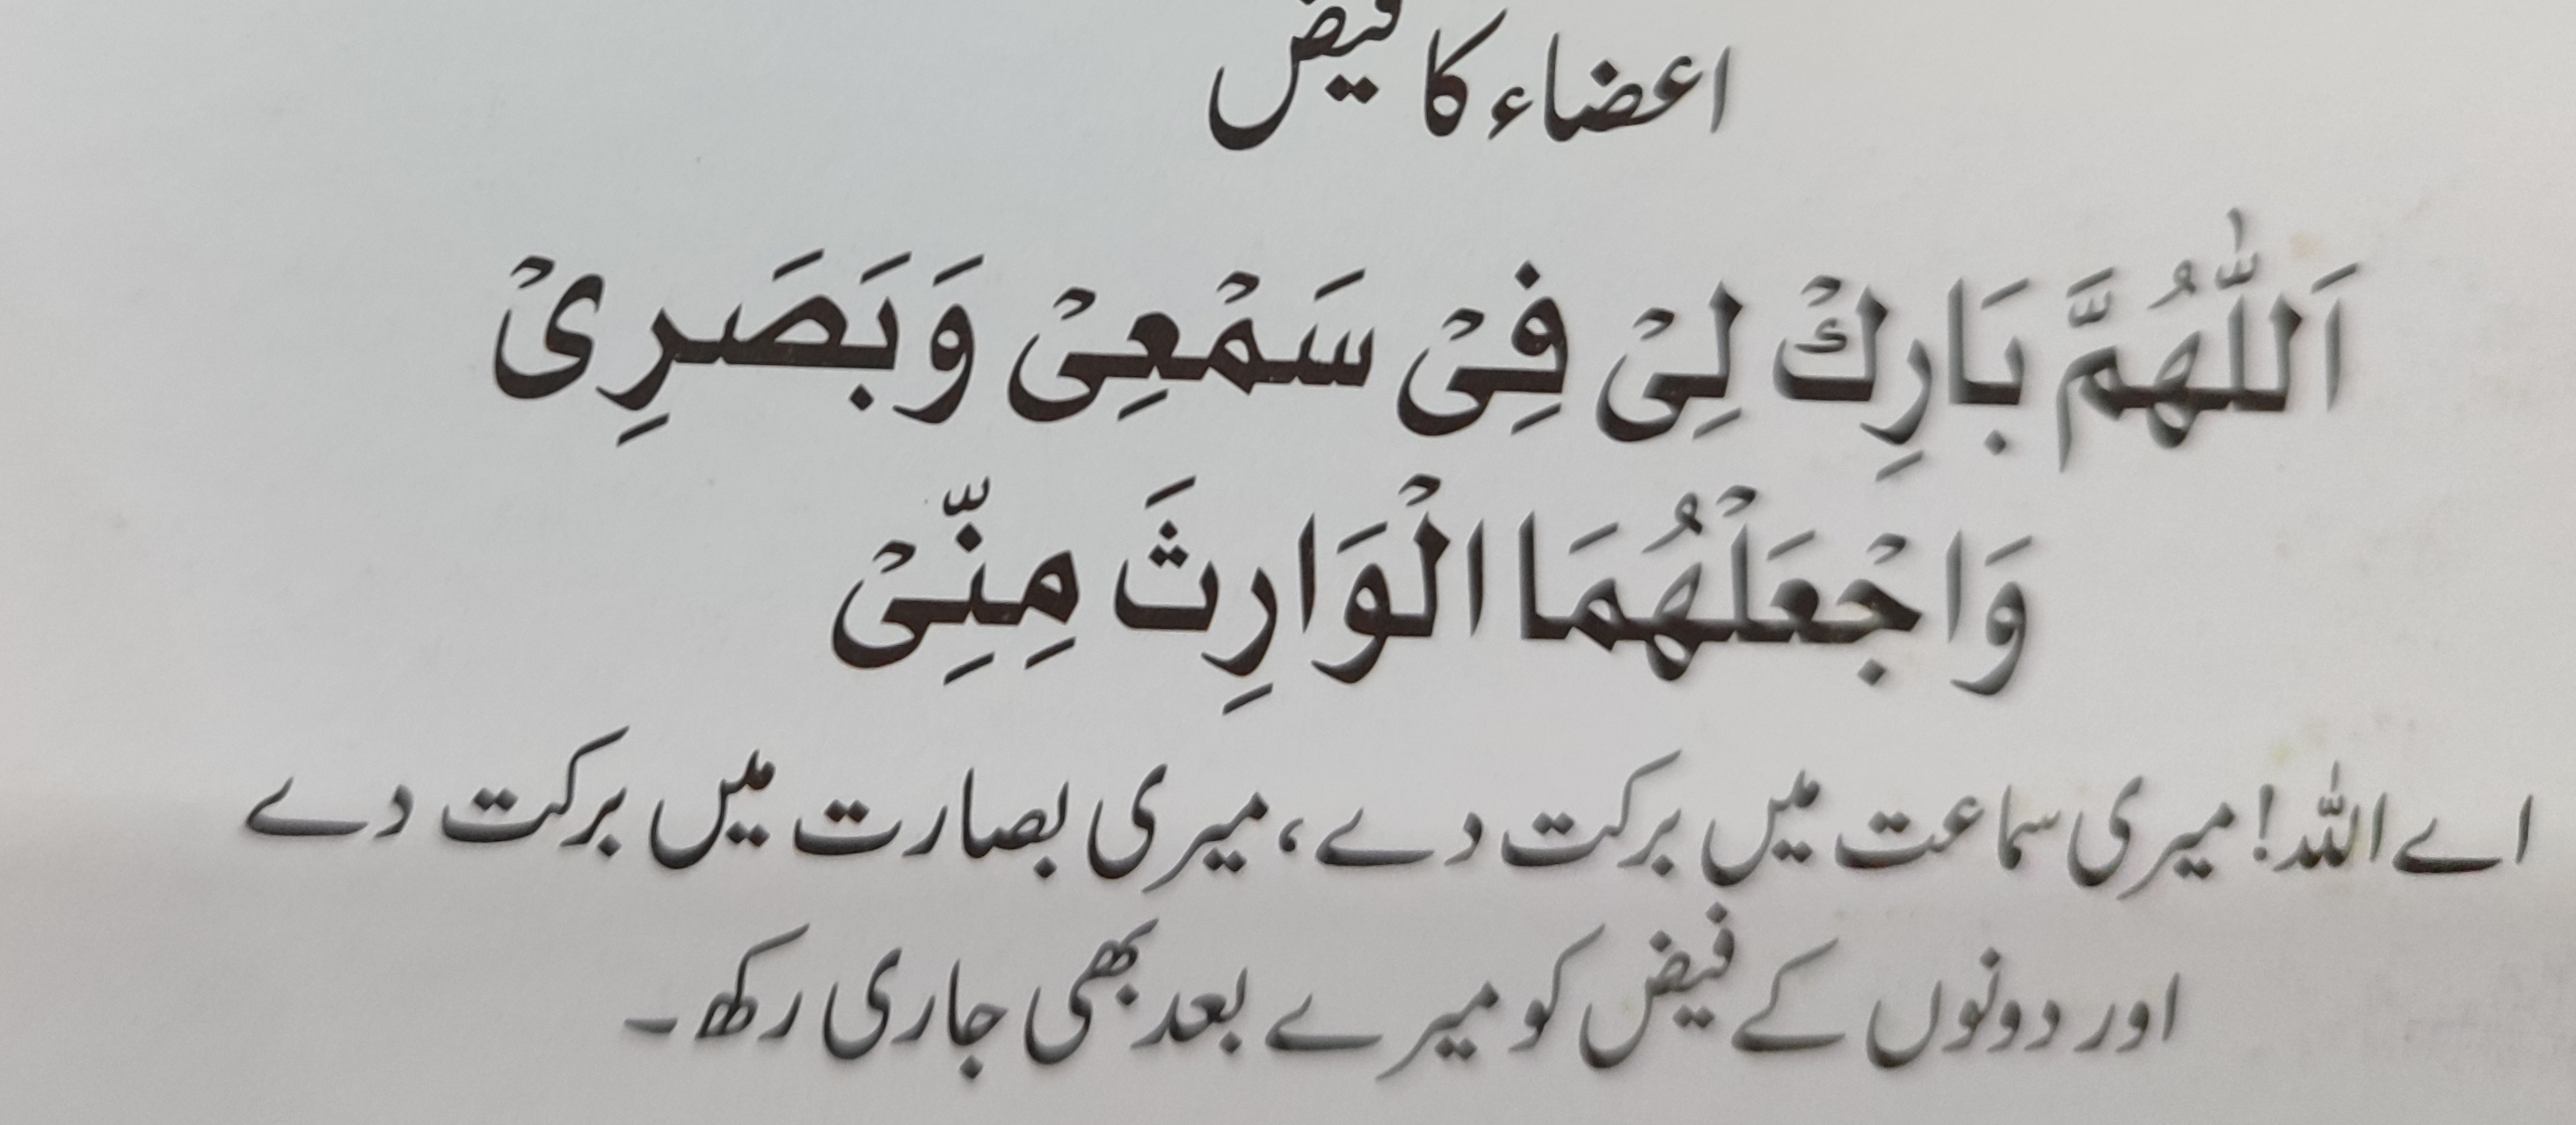 اعضاء کا فیض
اَللّٰهُمَّ بَارِكْ لِیْ فِیْ سَمْعِیْ وَبَصَرِیْ
وَاجْعَلْهُمَا الْوَارِثَ مِنِّیْ
اے اللہ! میری سماعت میں برکت دے، میری بصارت میں برکت دے
اور دونوں کے فیض کو میرے بعد بھی جاری رکھ۔